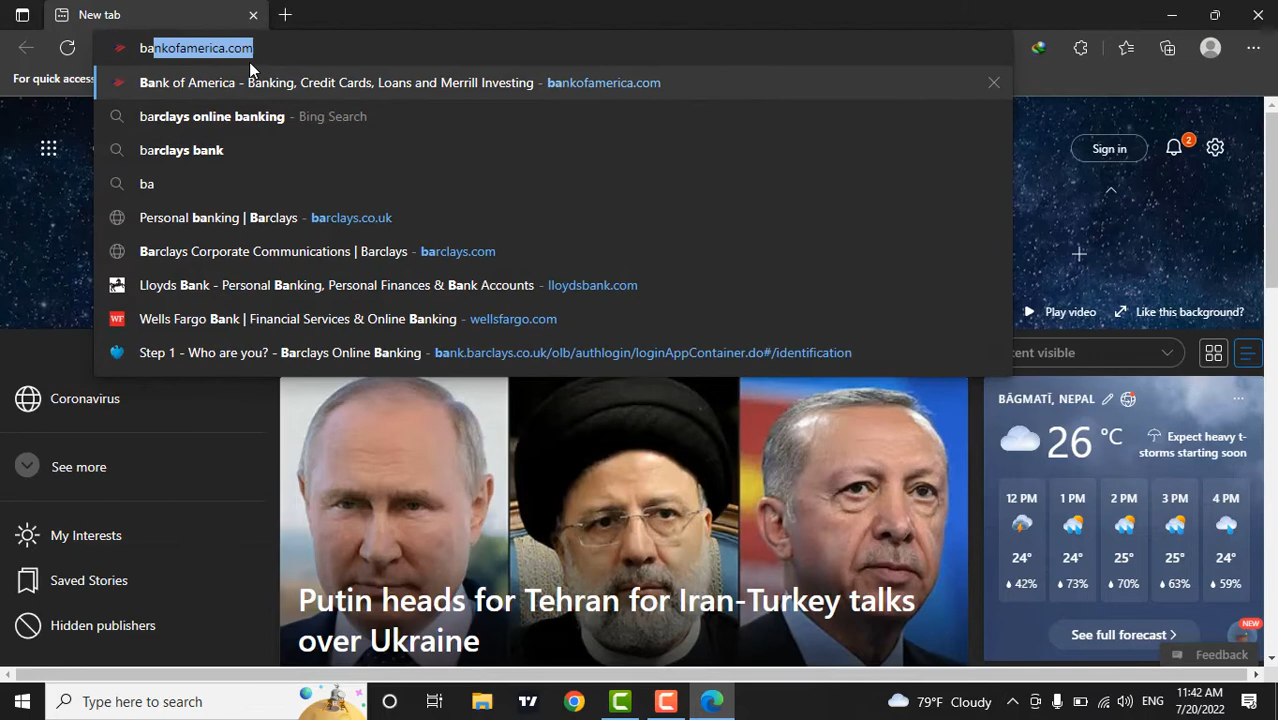 New tab
bankofamerica.com
For quick access
Bank of America - Banking, Credit Cards, Loans and Merrill Investing - bankofamerica.com
barclays online banking - Bing Search
barclays bank
ba
Personal banking | Barclays - barclays.co.uk
Barclays Corporate Communications | Barclays - barclays.com
Lloyds Bank - Personal Banking, Personal Finances & Bank Accounts - lloydsbank.com
WF Wells Fargo Bank | Financial Services & Online Banking - wellsfargo.com
Step 1 - Who are you? - Barclays Online Banking - bank.barclays.co.uk/olb/authlogin/loginAppContainer.do#/identification
Sign in
2
Play video
Like this background?
ent visible
Coronavirus
See more
My Interests
Saved Stories
Hidden publishers
Putin heads for Tehran for Iran-Turkey talks
over Ukraine
BĀGMATĪ, NEPAL
26 °C
Expect heavy t-
storms starting soon
12 PM 1 PM 2 PM 3 PM 4 PM
24° 24° 25° 25° 24°
42% 73% 70% 63% 59%
See full forecast
NEW
Feedback
Type here to search
79°F Cloudy
ENG
11:42 AM
7/20/2022